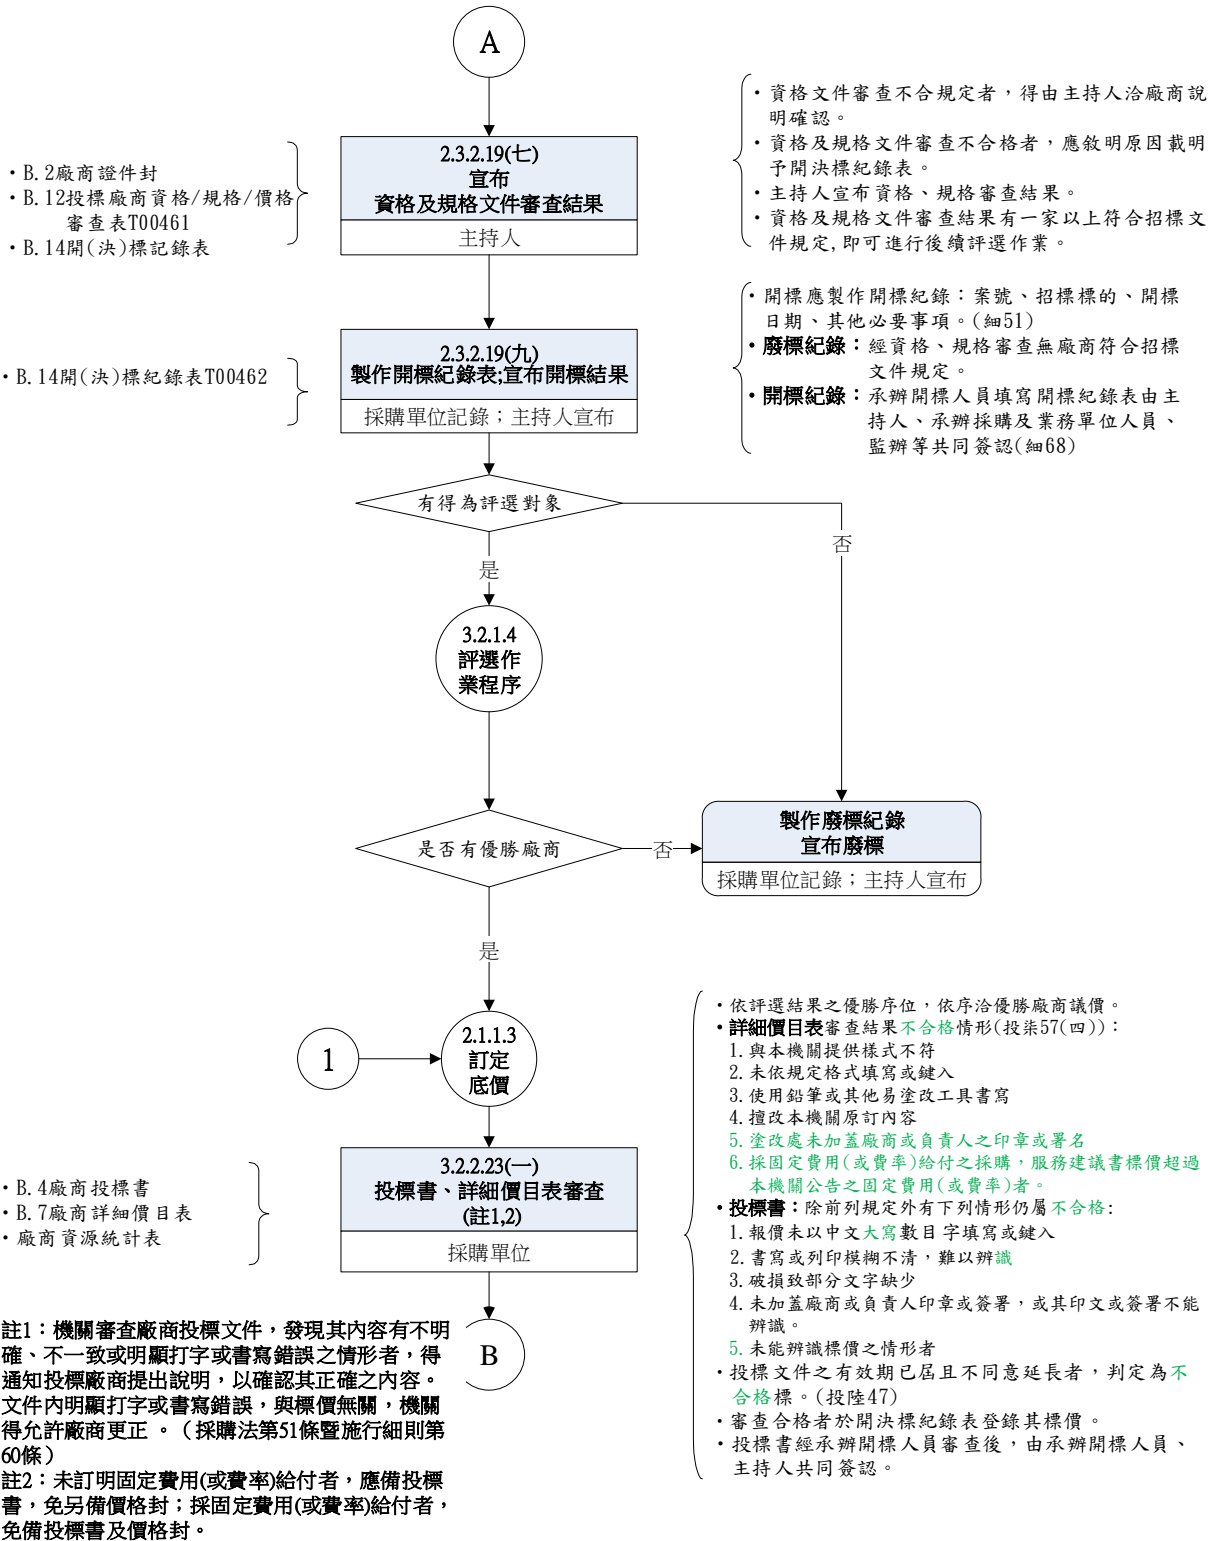 A
・B.2廠商證件封
・B.12投標廠商資格/規格/價格
審查表T00461
・B.14開(決)標記錄表
2.3.2.19(七)
宣布
資格及規格文件審查結果
主持人
・資格文件審查不合規定者，得由主持人洽廠商說
明確認。
・資格及規格文件審查不合格者，應敘明原因載明
予開決標紀錄表。
・主持人宣布資格、規格審查結果。
・資格及規格文件審查結果有一家以上符合招標文
件規定,即可進行後續評選作業。
・B.14開(決)標紀錄表T00462
2.3.2.19(九)
製作開標紀錄表;宣布開標結果
採購單位記錄；主持人宣布
・開標應製作開標紀錄：案號、招標標的、開標
日期、其他必要事項。(細51)
・廢標紀錄：經資格、規格審查無廠商符合招標
文件規定。
・開標紀錄：承辦開標人員填寫開標紀錄表由主
持人、承辦採購及業務單位人員、
監辦等共同簽認(細68)
有得為評選對象
否
是
3.2.1.4
評選作
業程序
是否有優勝廠商
否
製作廢標紀錄
宣布廢標
採購單位記錄；主持人宣布
是
1
2.1.1.3
訂定
底價
・B.4廠商投標書
・B.7廠商詳細價目表
・廠商資源統計表
3.2.2.23(一)
投標書、詳細價目表審查
(註1,2)
採購單位
・依評選結果之優勝序位，依序洽優勝廠商議價。
・詳細價目表審查結果不合格情形(投柒57(四))：
1.與本機關提供樣式不符
2.未依規定格式填寫或鍵入
3.使用鉛筆或其他易塗改工具書寫
4.擅改本機關原訂內容
5.塗改處未加蓋廠商或負責人之印章或署名
6.採固定費用(或費率)給付之採購，服務建議書標價超過
本機關公告之固定費用(或費率)者。
・投標書：除前列規定外有下列情形仍屬不合格:
1.報價未以中文大寫數目字填寫或鍵入
2.書寫或列印模糊不清，難以辨識
3.破損致部分文字缺少
4.未加蓋廠商或負責人印章或簽署，或其印文或簽署不能
辨識。
5.未能辨識標價之情形者
・投標文件之有效期已屆且不同意延長者，判定為不
合格標。(投陸47)
・審查合格者於開決標紀錄表登錄其標價。
・投標書經承辦開標人員審查後，由承辦開標人員、
主持人共同簽認。
B
註1：機關審查廠商投標文件，發現其內容有不明
確、不一致或明顯打字或書寫錯誤之情形者，得
通知投標廠商提出說明，以確認其正確之內容。
文件內明顯打字或書寫錯誤，與標價無關，機關
得允許廠商更正 。（採購法第51條暨施行細則第
60條）
註2：未訂明固定費用(或費率)給付者，應備投標
書，免另備價格封；採固定費用(或費率)給付者，
免備投標書及價格封。